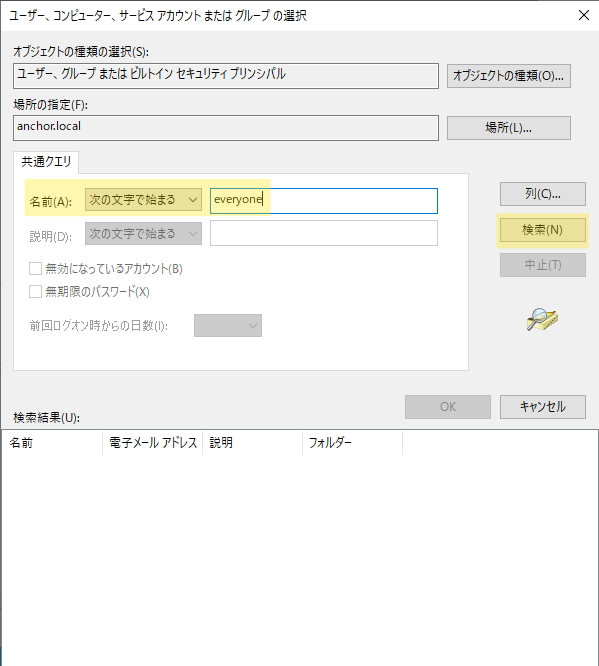 ユーザー、コンピューター、サービス アカウント または グループ の選択
オブジェクトの種類の選択(S):
ユーザー、グループ または ビルトイン セキュリティ プリンシパル
オブジェクトの種類(O)...
場所の指定(F):
anchor.local
場所(L)...
共通クエリ
名前(A):
次の文字で始まる
everyone
列(C)...
説明(D):
次の文字で始まる
検索(N)
無効になっているアカウント(B)
中止(T)
無期限のパスワード(X)
前回ログオン時からの日数(I):
OK
キャンセル
検索結果(U):
名前 電子メール アドレス 説明 フォルダー